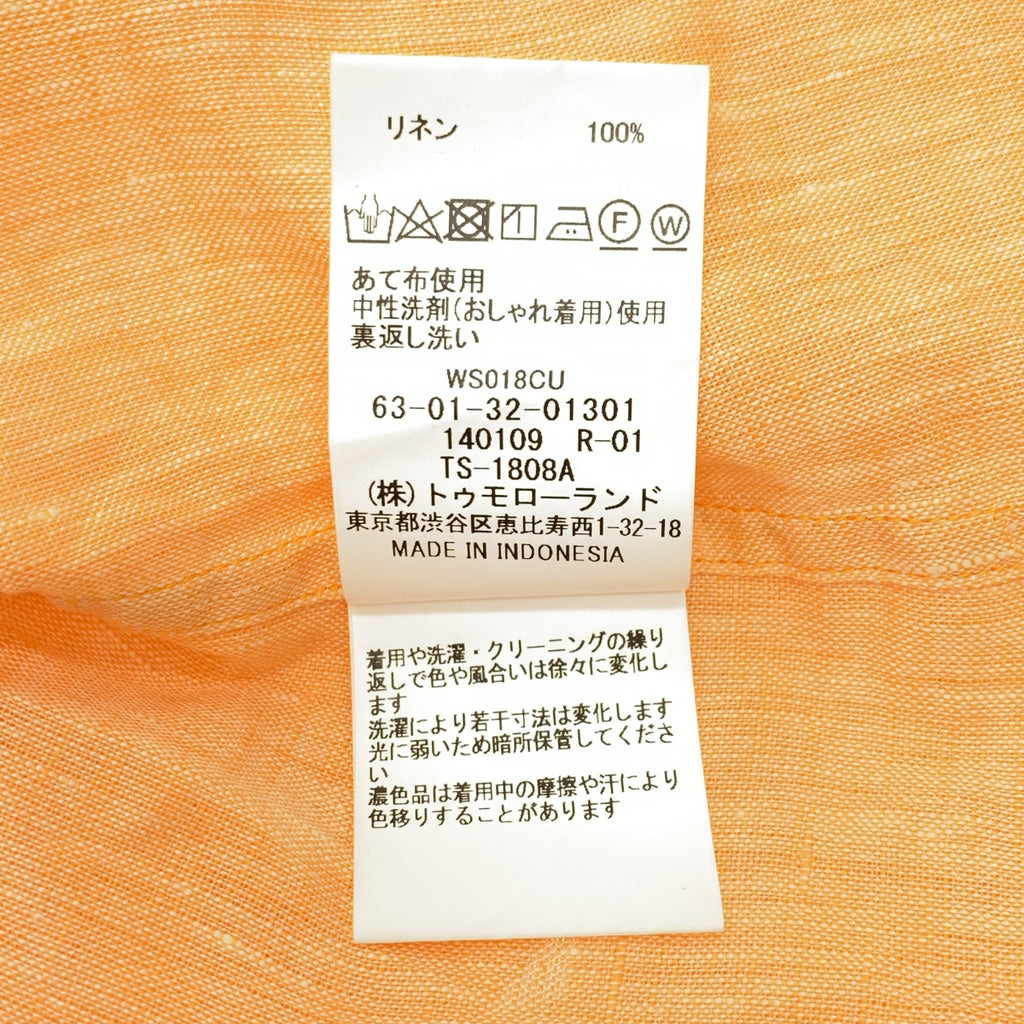 リネン 100%
F W
あて布使用
中性洗剤(おしゃれ着用)使用
裏返し洗い
WS018CU
63-01-32-01301
140109 R-01
TS-1808A
(株)トゥモローランド
東京都渋谷区恵比寿西1-32-18
MADE IN INDONESIA
着用や洗濯・クリーニングの繰り
返しで色や風合いは徐々に変化し
ます
洗濯により若干寸法は変化します
光に弱いため暗所保管してくださ
い
濃色品は着用中の摩擦や汗により
色移りすることがあります